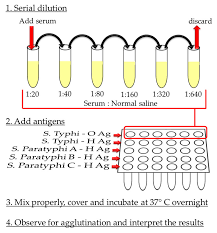 1. Serial dilution
Add serum discard
1:20 1:40 1:80 1:160 1:320 1:640
Serum : Normal saline
2. Add antigens
S. Typhi - O Ag
S. Typhi - H Ag
S. Paratyphi A - H Ag
S. Paratyphi B - H Ag
S. Paratyphi C - H Ag
3. Mix properly, cover and incubate at 37° C overnight
4. Observe for agglutination and interpret the results